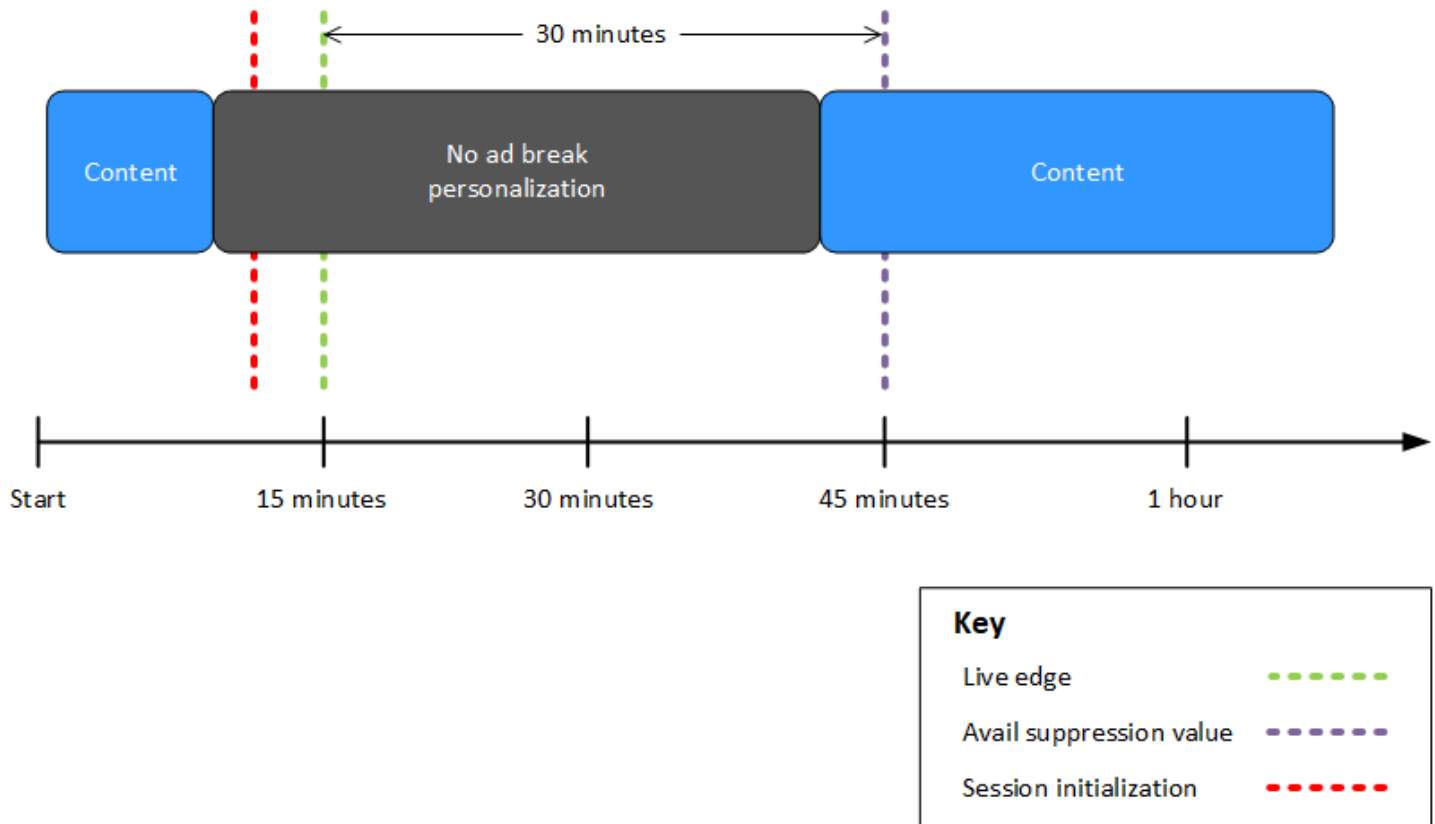 30 minutes
Content
No ad break
personalization
Content
Start
15 minutes
30 minutes
45 minutes
1 hour
Key
Live edge
Avail suppression value
Session initialization